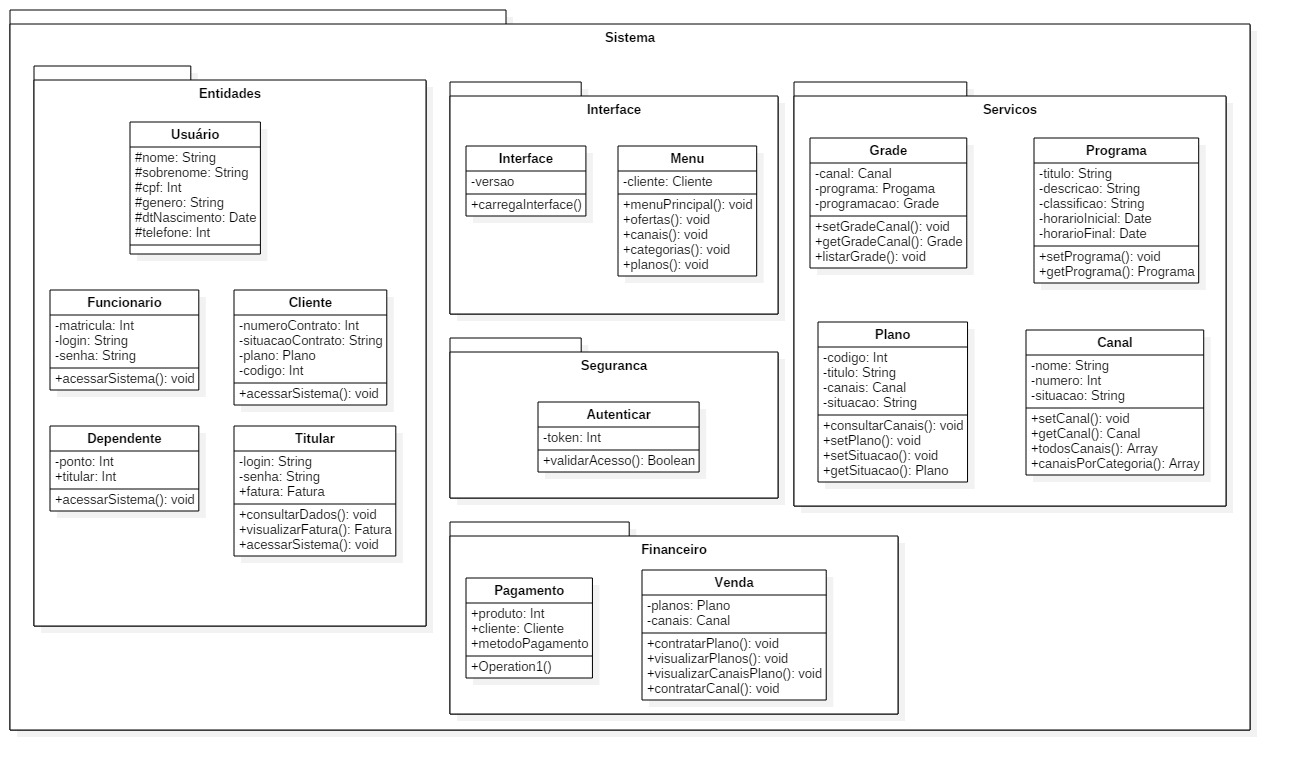 Sistema
Entidades
Usuário
#nome: String
#sobrenome: String
#cpf: Int
#genero: String
#dtNascimento: Date
#telefone: Int
Funcionario
-matricula: Int
-login: String
-senha: String
+acessarSistema(): void
Cliente
-numeroContrato: Int
-situacaoContrato: String
-plano: Plano
-codigo: Int
+acessarSistema(): void
Dependente
-ponto: Int
+titular: Int
+acessarSistema(): void
Titular
-login: String
-senha: String
+fatura: Fatura
+consultarDados(): void
+visualizarFatura(): Fatura
+acessarSistema(): void
Interface
Interface
-versao
+carregaInterface()
Menu
-cliente: Cliente
+menuPrincipal(): void
+ofertas(): void
+canais(): void
+categorias(): void
+planos(): void
Seguranca
Autenticar
-token: Int
+validarAcesso(): Boolean
Financeiro
Pagamento
+produto: Int
+cliente: Cliente
+metodoPagamento
+Operation1()
Venda
-planos: Plano
-canais: Canal
+contratarPlano(): void
+visualizarPlanos(): void
+visualizarCanaisPlano(): void
+contratarCanal(): void
Servicos
Grade
-canal: Canal
-programa: Progama
-programacao: Grade
+setGradeCanal(): void
+getGradeCanal(): Grade
+listarGrade(): void
Programa
-titulo: String
-descricao: String
-classificao: String
-horarioInicial: Date
-horarioFinal: Date
+setPrograma(): void
+getPrograma(): Programa
Plano
-codigo: Int
-titulo: String
-canais: Canal
-situacao: String
+consultarCanais(): void
+setPlano(): void
+setSituacao(): void
+getSituacao(): Plano
Canal
-nome: String
-numero: Int
-situacao: String
+setCanal(): void
+getCanal(): Canal
+todosCanais(): Array
+canaisPorCategoria(): Array